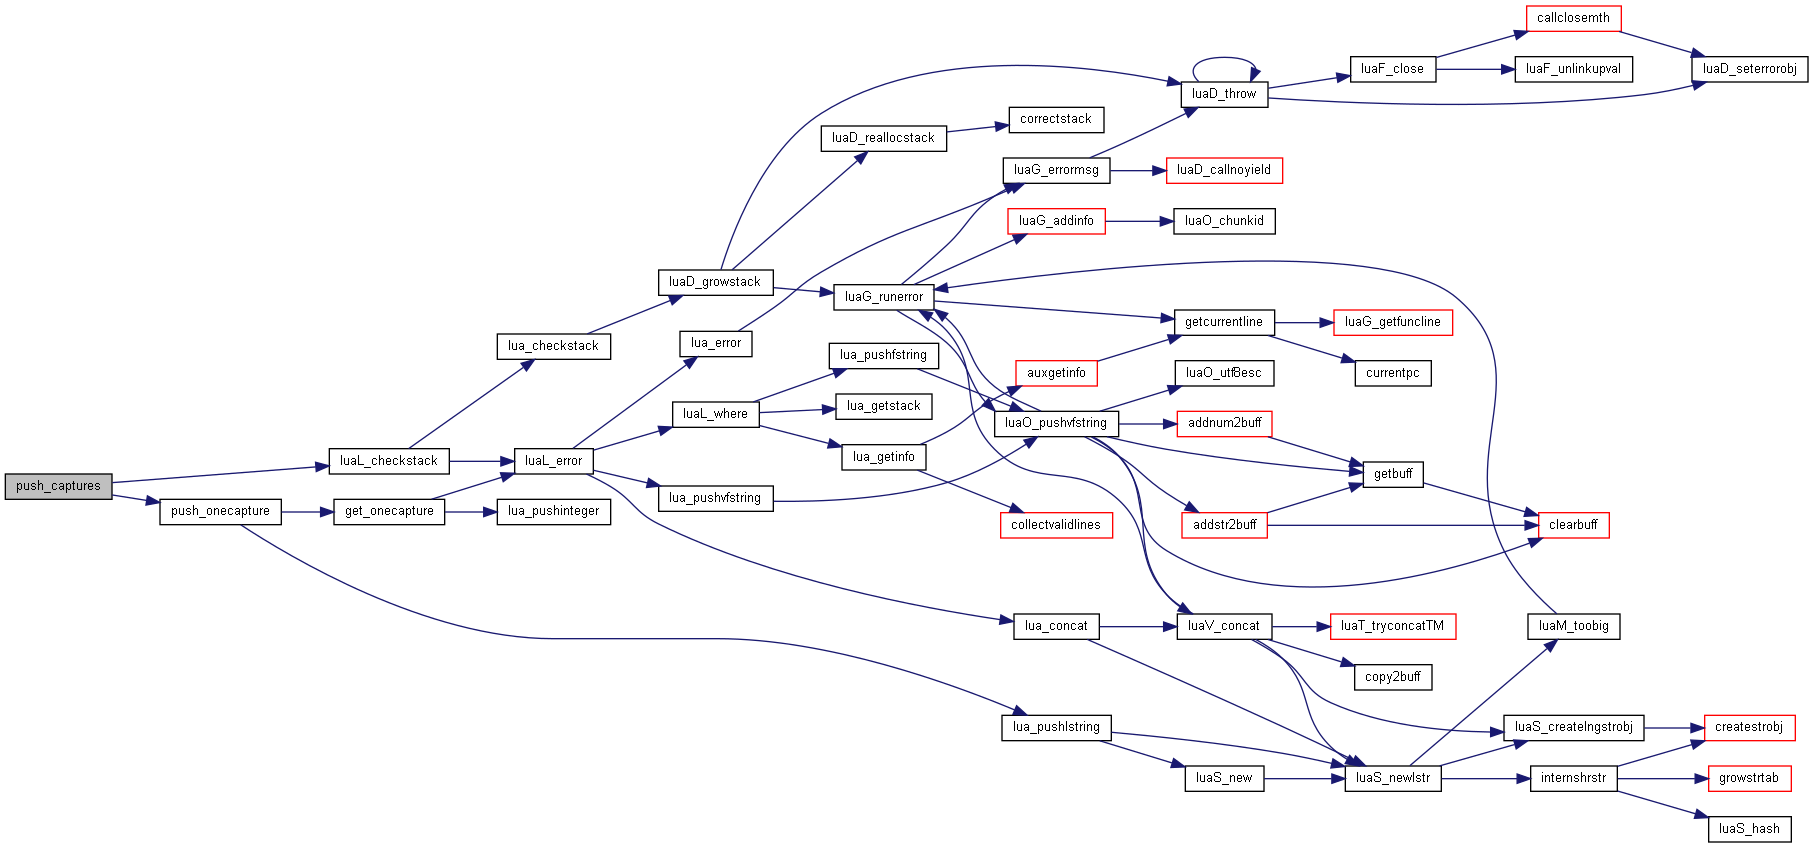 callclosemth
luaF_close
luaF_unlinkupval
luaD_seterrorobj
luaD_throw
correctstack
luaD_reallocstack
luaG_errormsg
luaD_callnoyield
luaG_addinfo
luaO_chunkid
luaD_growstack
luaG_runerror
getcurrentline
luaG_getfuncline
lua_checkstack
lua_error
lua_pushfstring
auxgetinfo
luaO_utf8esc
currentpc
luaL_where
lua_getstack
luaO_pushvfstring
addnum2buff
luaL_checkstack
luaL_error
lua_getinfo
getbuff
push_captures
lua_pushvfstring
push_onecapture
get_onecapture
lua_pushinteger
collectvalidlines
addstr2buff
clearbuff
lua_concat
luaV_concat
luaT_tryconcatTM
luaM_toobig
copy2buff
lua_pushlstring
luaS_createlngstrobj
createstrobj
luaS_new
luaS_newlstr
internshrstr
growstrtab
luaS_hash